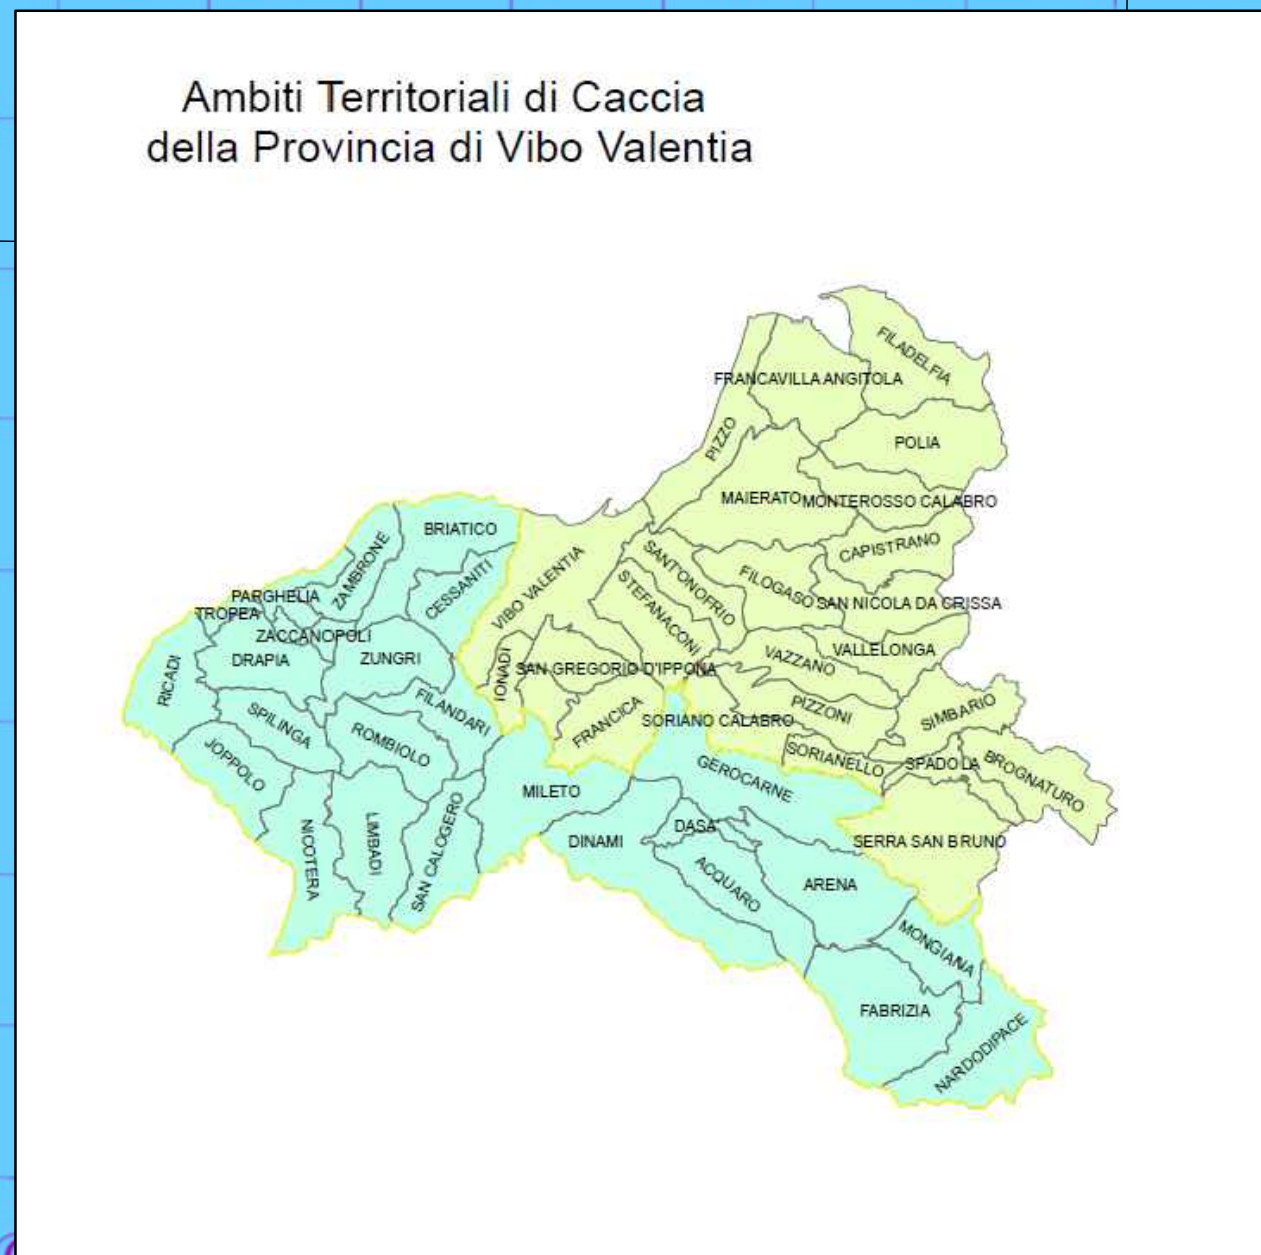 Ambiti Territoriali di Caccia
della Provincia di Vibo Valentia
FILADELFIA
FRANCAVILLA ANGITOLA
PIZZO
POLIA
MAIERATO
MONTEROSSO CALABRO
BRIATICO
CAPISTRANO
ZAMBRONE
SANT'ONOFRIO
FILOGASO
CESSANITI
VIBO VALENTIA
STEFANACONI
PARGHELIA
SAN NICOLA DA CRISSA
TROPEA
ZACCANOPOLI
VALLELONGA
DRAPIA
ZUNGRI
VAZZANO
RICADI
IONADI
SAN GREGORIO D'IPPONA
FILANDARI
PIZZONI
SIMBARIO
SPILINGA
FRANCICA
SORIANO CALABRO
ROMBIOLO
JOPPOLO
SORIANELLO
SPADOLA
BROGNATURO
GEROCARNE
MILETO
DASA'
DINAMI
SERRA SAN BRUNO
LIMBADI
NICOTERA
SAN CALOGERO
ACQUARO
ARENA
MONGIANA
FABRIZIA
NARDODIPACE